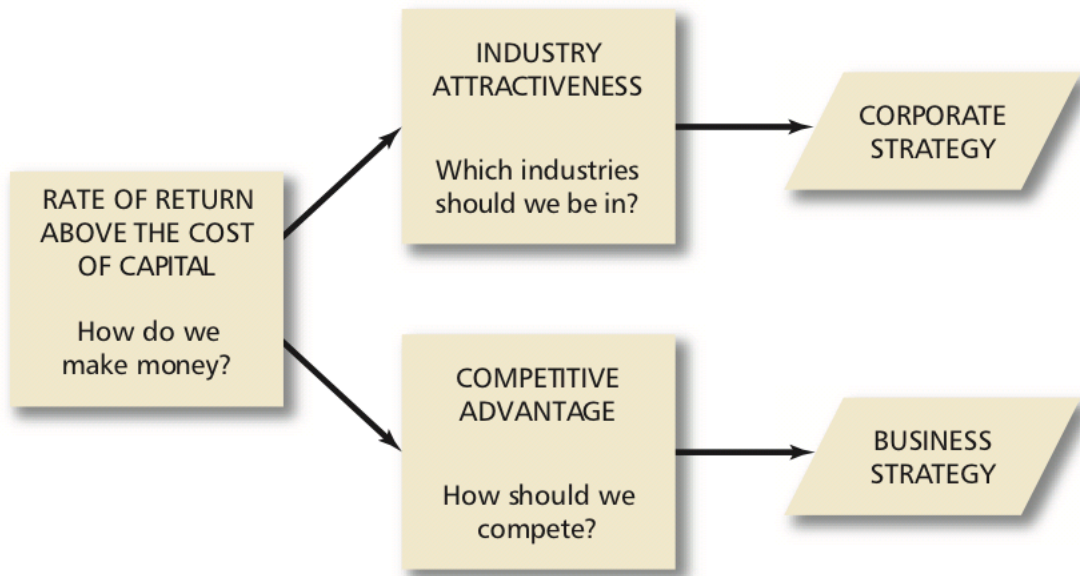 RATE OF RETURN
ABOVE THE COST
OF CAPITAL
How do we
make money?
INDUSTRY
ATTRACTIVENESS
Which industries
should we be in?
CORPORATE
STRATEGY
COMPETITIVE
ADVANTAGE
How should we
compete?
BUSINESS
STRATEGY